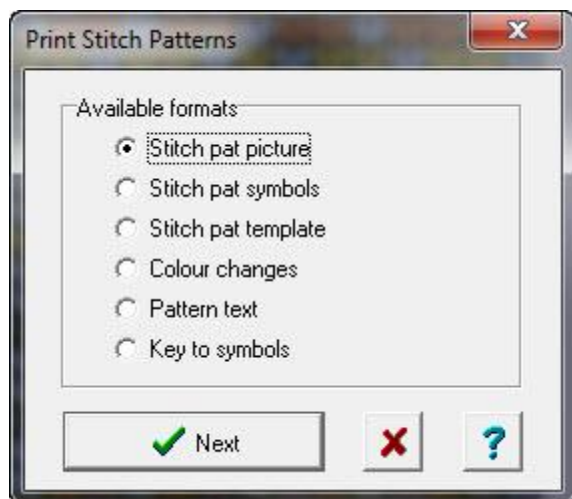 Print Stitch Patterns
Available formats
Stitch pat picture
Stitch pat symbols
Stitch pat template
Colour changes
Pattern text
Key to symbols
Next